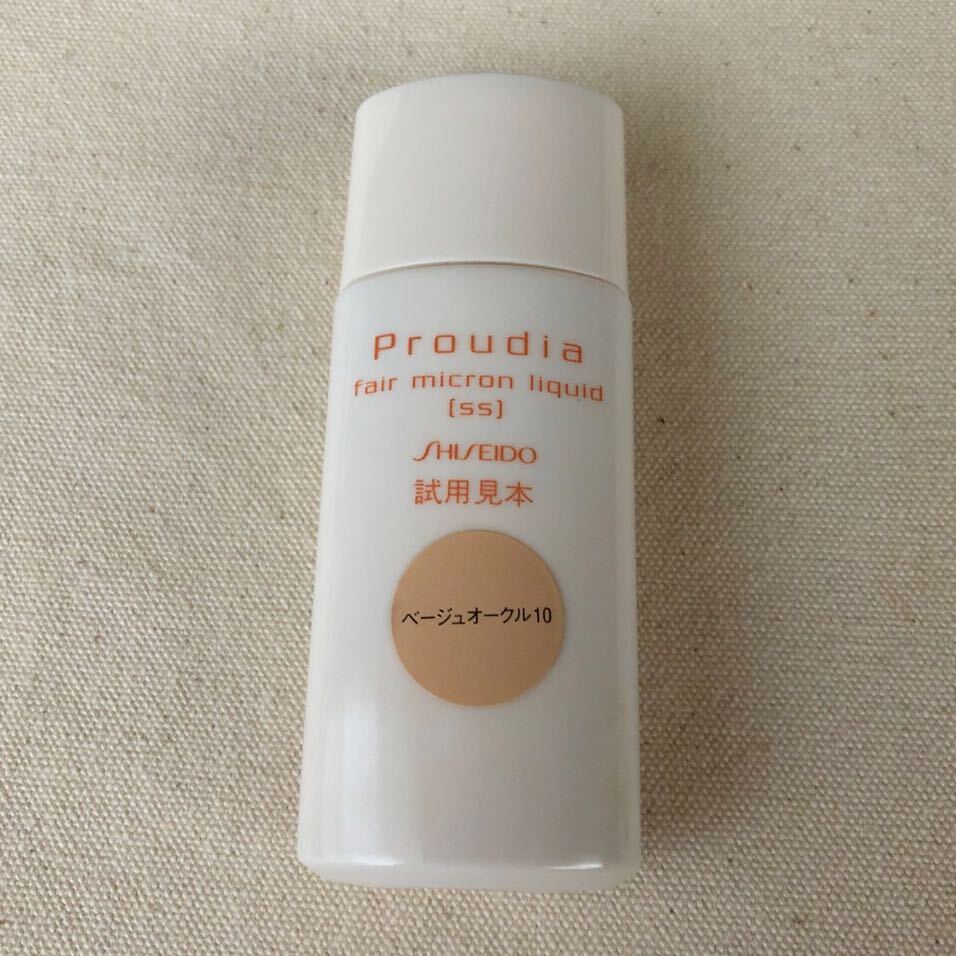 Proudia
fair micron liquid
[ss]
SHISEIDO
試用見本
ベージュオークル10